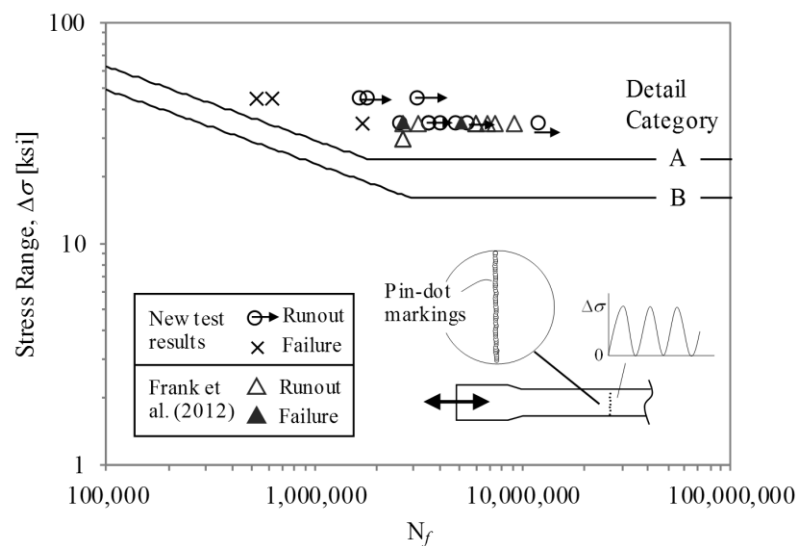 100
10
1
Stress Range, Δσ [ksi]
100,000
1,000,000
10,000,000
100,000,000
N_f
Detail
Category
A
B
Pin-dot
markings
Δσ
0
New test
results
Runout
Failure
Frank et
al. (2012)
Runout
Failure